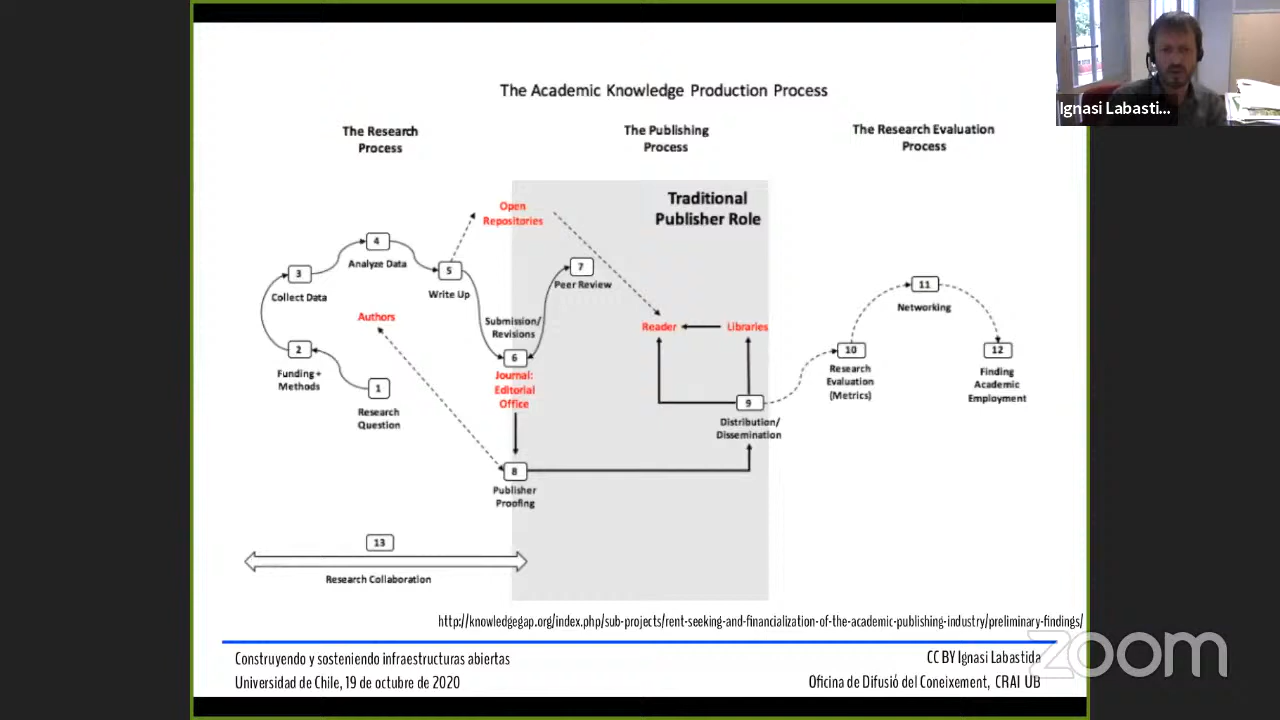 Ignasi Labasti...
The Academic Knowledge Production Process
The Research
Process
The Publishing
Process
The Research Evaluation
Process
Traditional
Publisher Role
Open
Repositories
4
Analyze Data
3
Collect Data
5
Write Up
7
Peer Review
11
Networking
Authors
Submission/
Revisions
Reader
Libraries
2
Funding +
Methods
1
Research
Question
6
Journal:
Editorial
Office
10
Research
Evaluation
(Metrics)
12
Finding
Academic
Employment
9
Distribution/
Dissemination
8
Publisher
Proofing
13
Research Collaboration
http://knowledgegap.org/index.php/sub-projects/rent-seeking-and-financialization-of-the-academic-publishing-industry/preliminary-findings/
Construyendo y sosteniendo infraestructuras abiertas
Universidad de Chile, 19 de octubre de 2020
CC BY Ignasi Labastida
Oficina de Difusió del Coneixement, CRAI UB
zoom